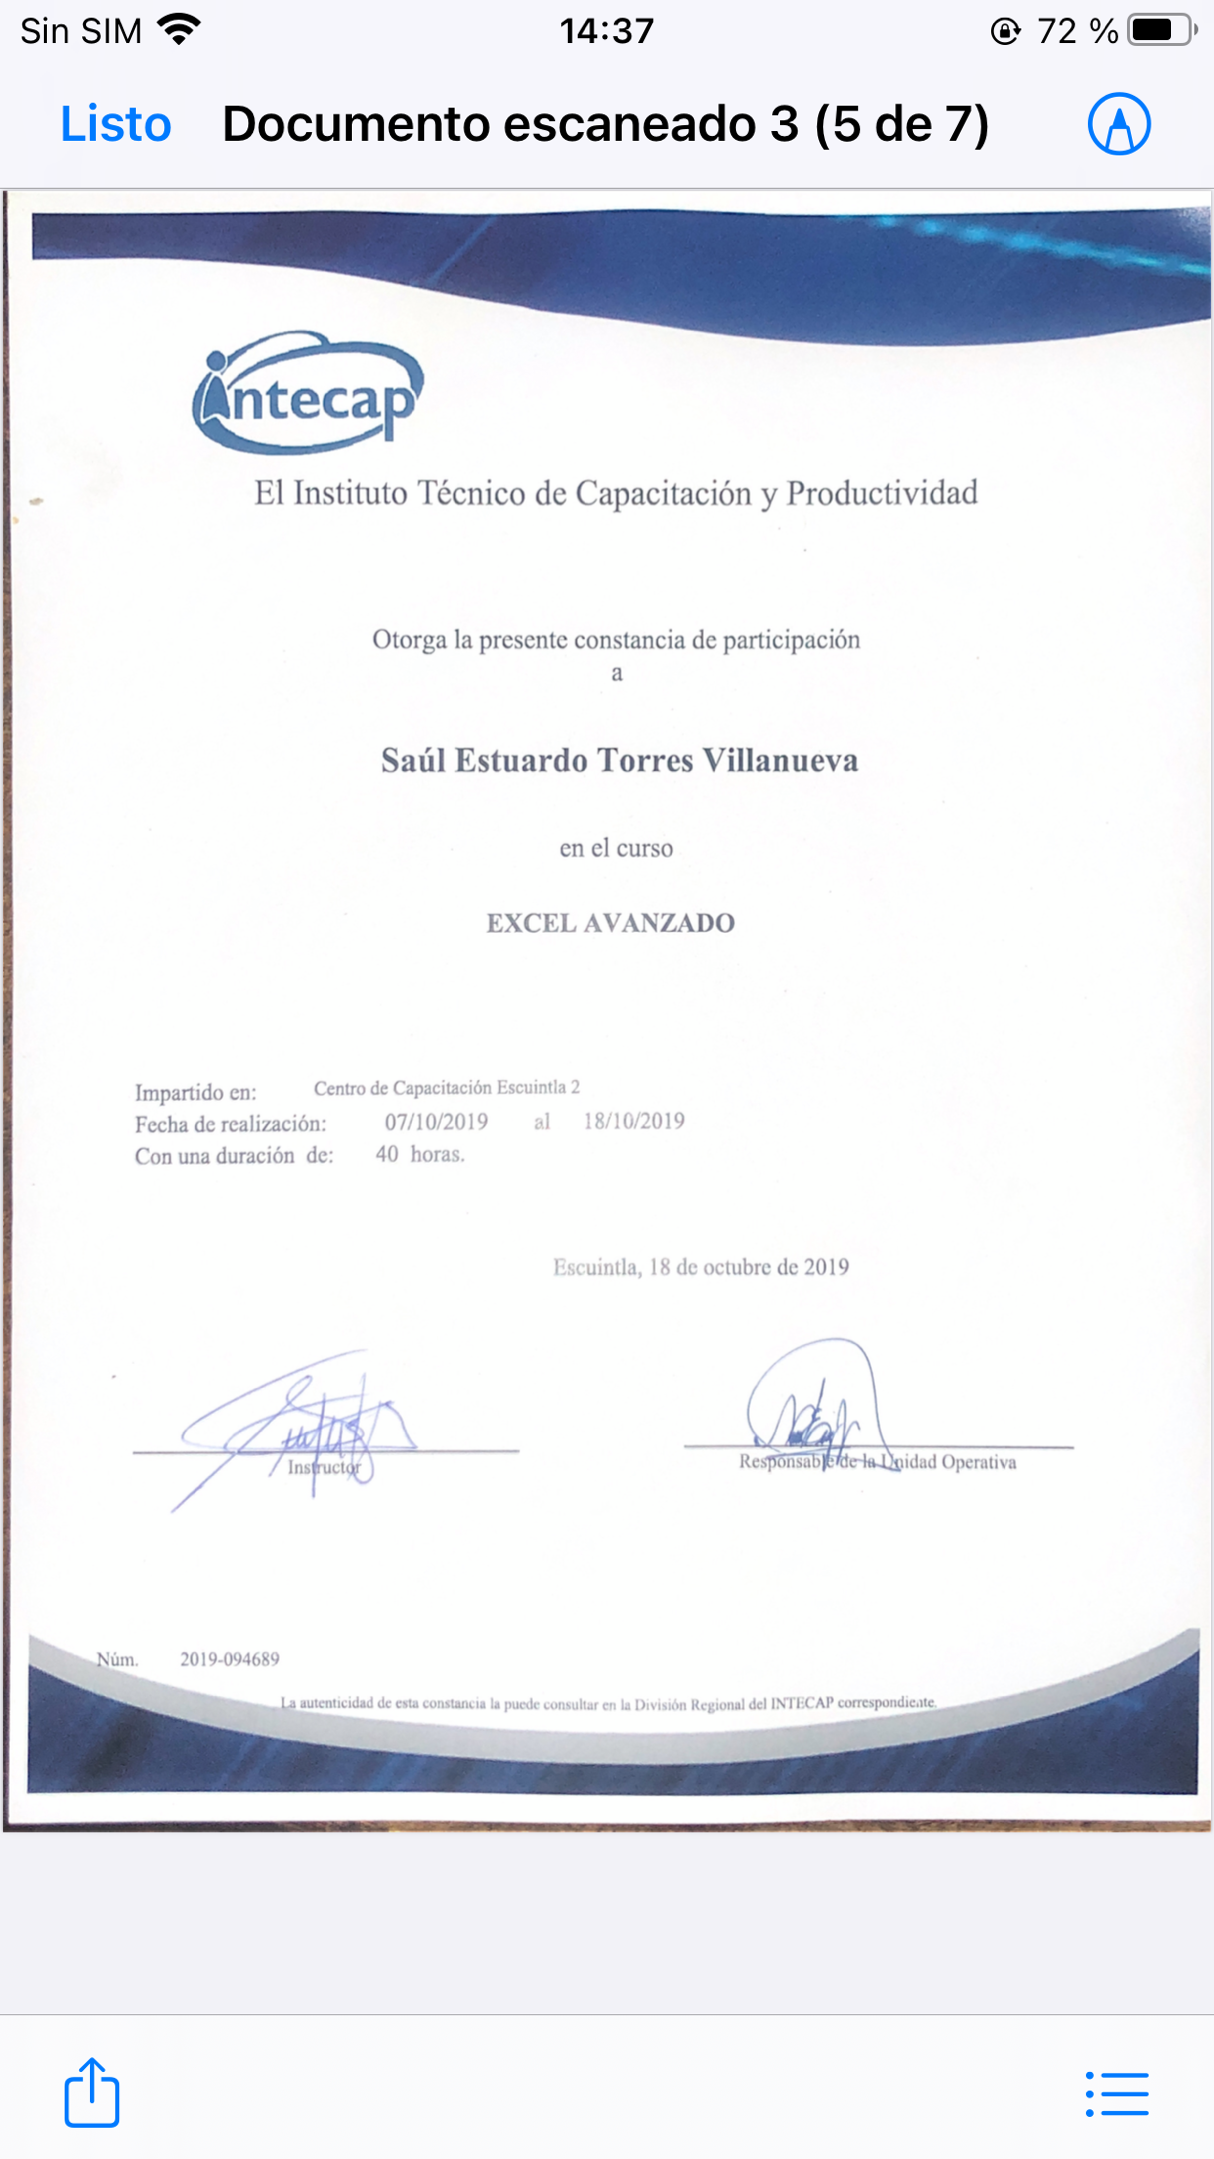 Sin SIM 14:37 72 %
Listo Documento escaneado 3 (5 de 7)
intecap
El Instituto Técnico de Capacitación y Productividad
Otorga la presente constancia de participación
a
Saúl Estuardo Torres Villanueva
en el curso
EXCEL AVANZADO
Impartido en: Centro de Capacitación Escuintla 2
Fecha de realización: 07/10/2019 al 18/10/2019
Con una duración de: 40 horas.
Escuintla, 18 de octubre de 2019
Instructor
Responsable de la Unidad Operativa
Núm. 2019-094689
La autenticidad de esta constancia la puede consultar en la División Regional del INTECAP correspondiente.